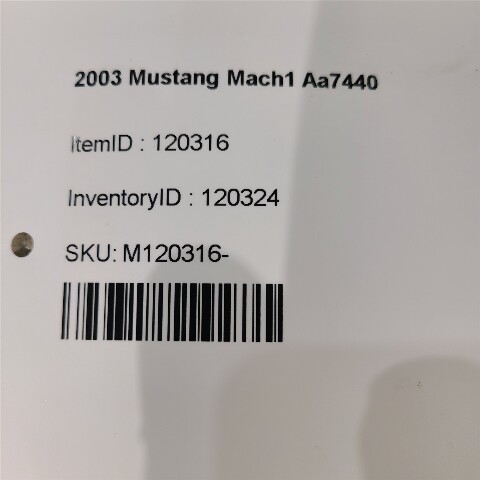 2003 Mustang Mach1 Aa7440
ItemID : 120316
InventoryID : 120324
SKU: M120316-